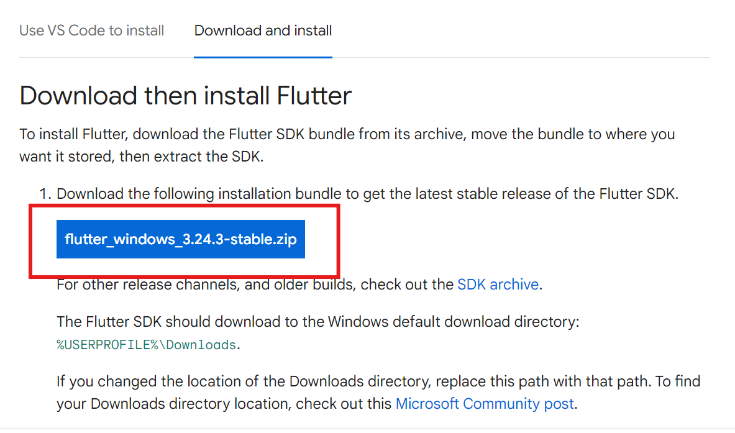 Use VS Code to install Download and install
Download then install Flutter
To install Flutter, download the Flutter SDK bundle from its archive, move the bundle to where you
want it stored, then extract the SDK.
1. Download the following installation bundle to get the latest stable release of the Flutter SDK.
flutter_windows_3.24.3-stable.zip
For other release channels, and older builds, check out the SDK archive.
The Flutter SDK should download to the Windows default download directory:
%USERPROFILE%\Downloads.
If you changed the location of the Downloads directory, replace this path with that path. To find
your Downloads directory location, check out this Microsoft Community post.